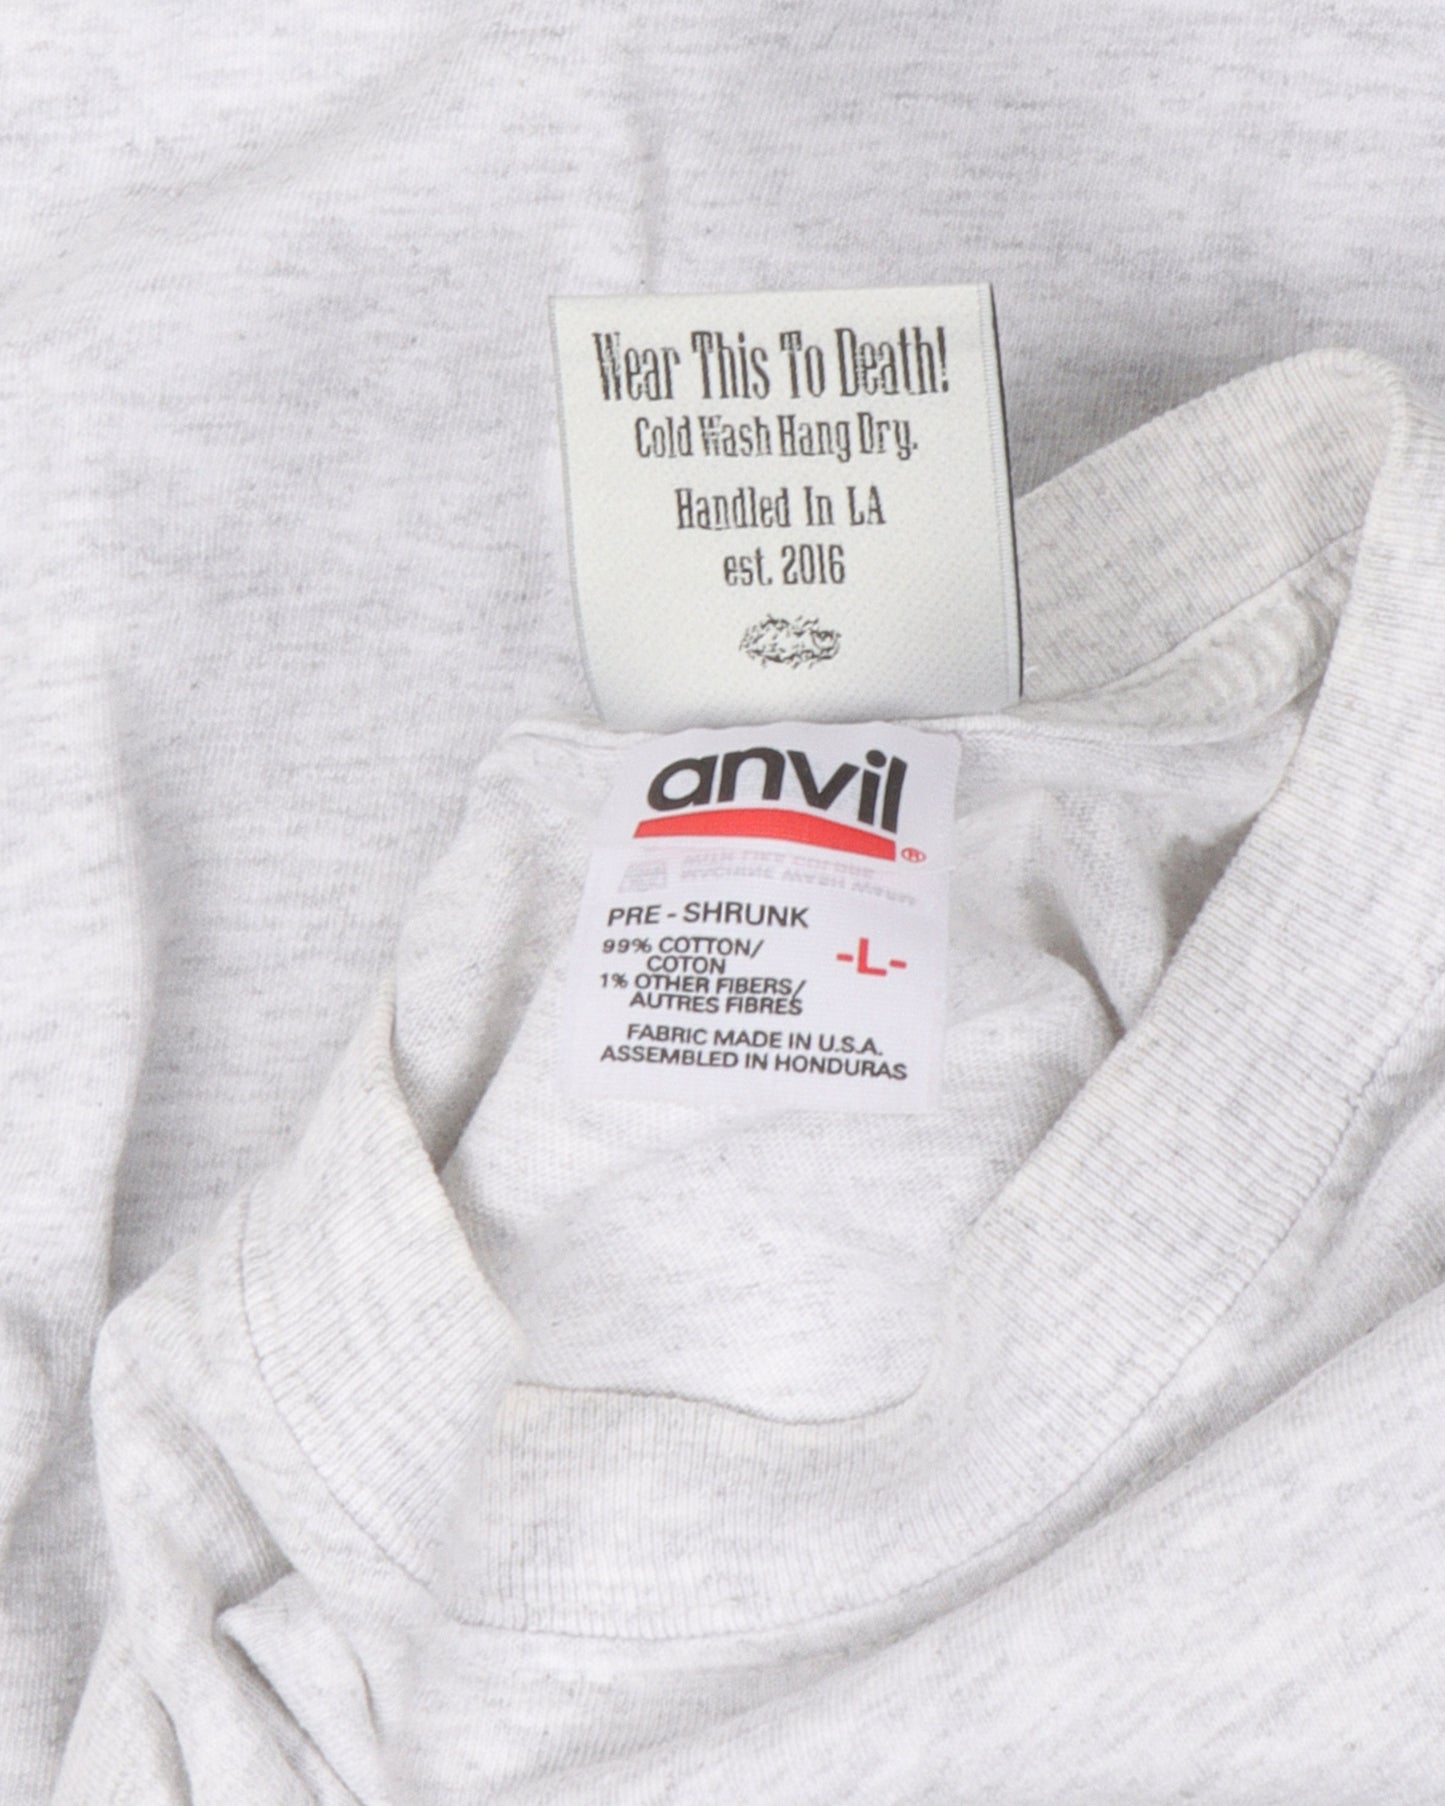 Wear This To Death!
Cold Wash Hang Dry.
Handled In LA
est. 2016
anvil
®
PRE - SHRUNK
99% COTTON/
COTON
-L-
1% OTHER FIBERS/
AUTRES FIBRES
FABRIC MADE IN U.S.A.
ASSEMBLED IN HONDURAS